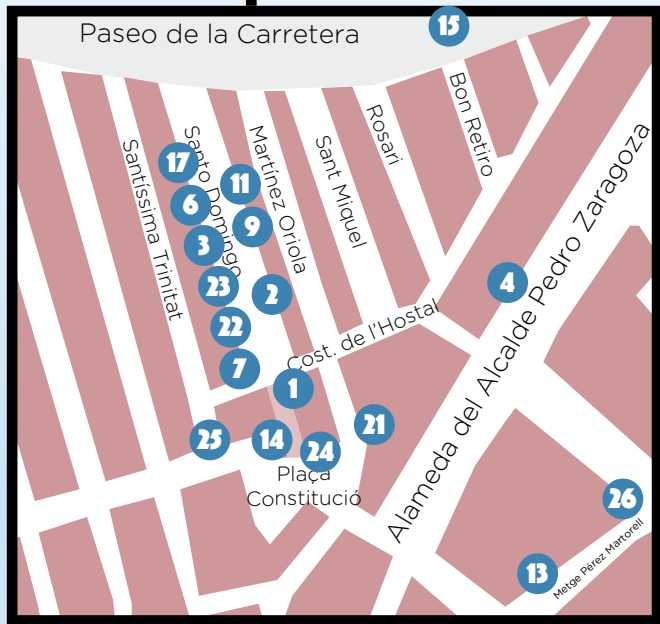 Paseo de la Carretera
15
Bon Retiro
Rosari
Sant Miquel
Martínez Oriola
Santo Domingo
Santíssima Trinitat
17
11
6
9
3
23
2
4
22
Cost. de l'Hostal
Alameda del Alcalde Pedro Zaragoza
7
1
21
25
14
24
Plaça
Constitució
26
13
Metge Pérez Martorell